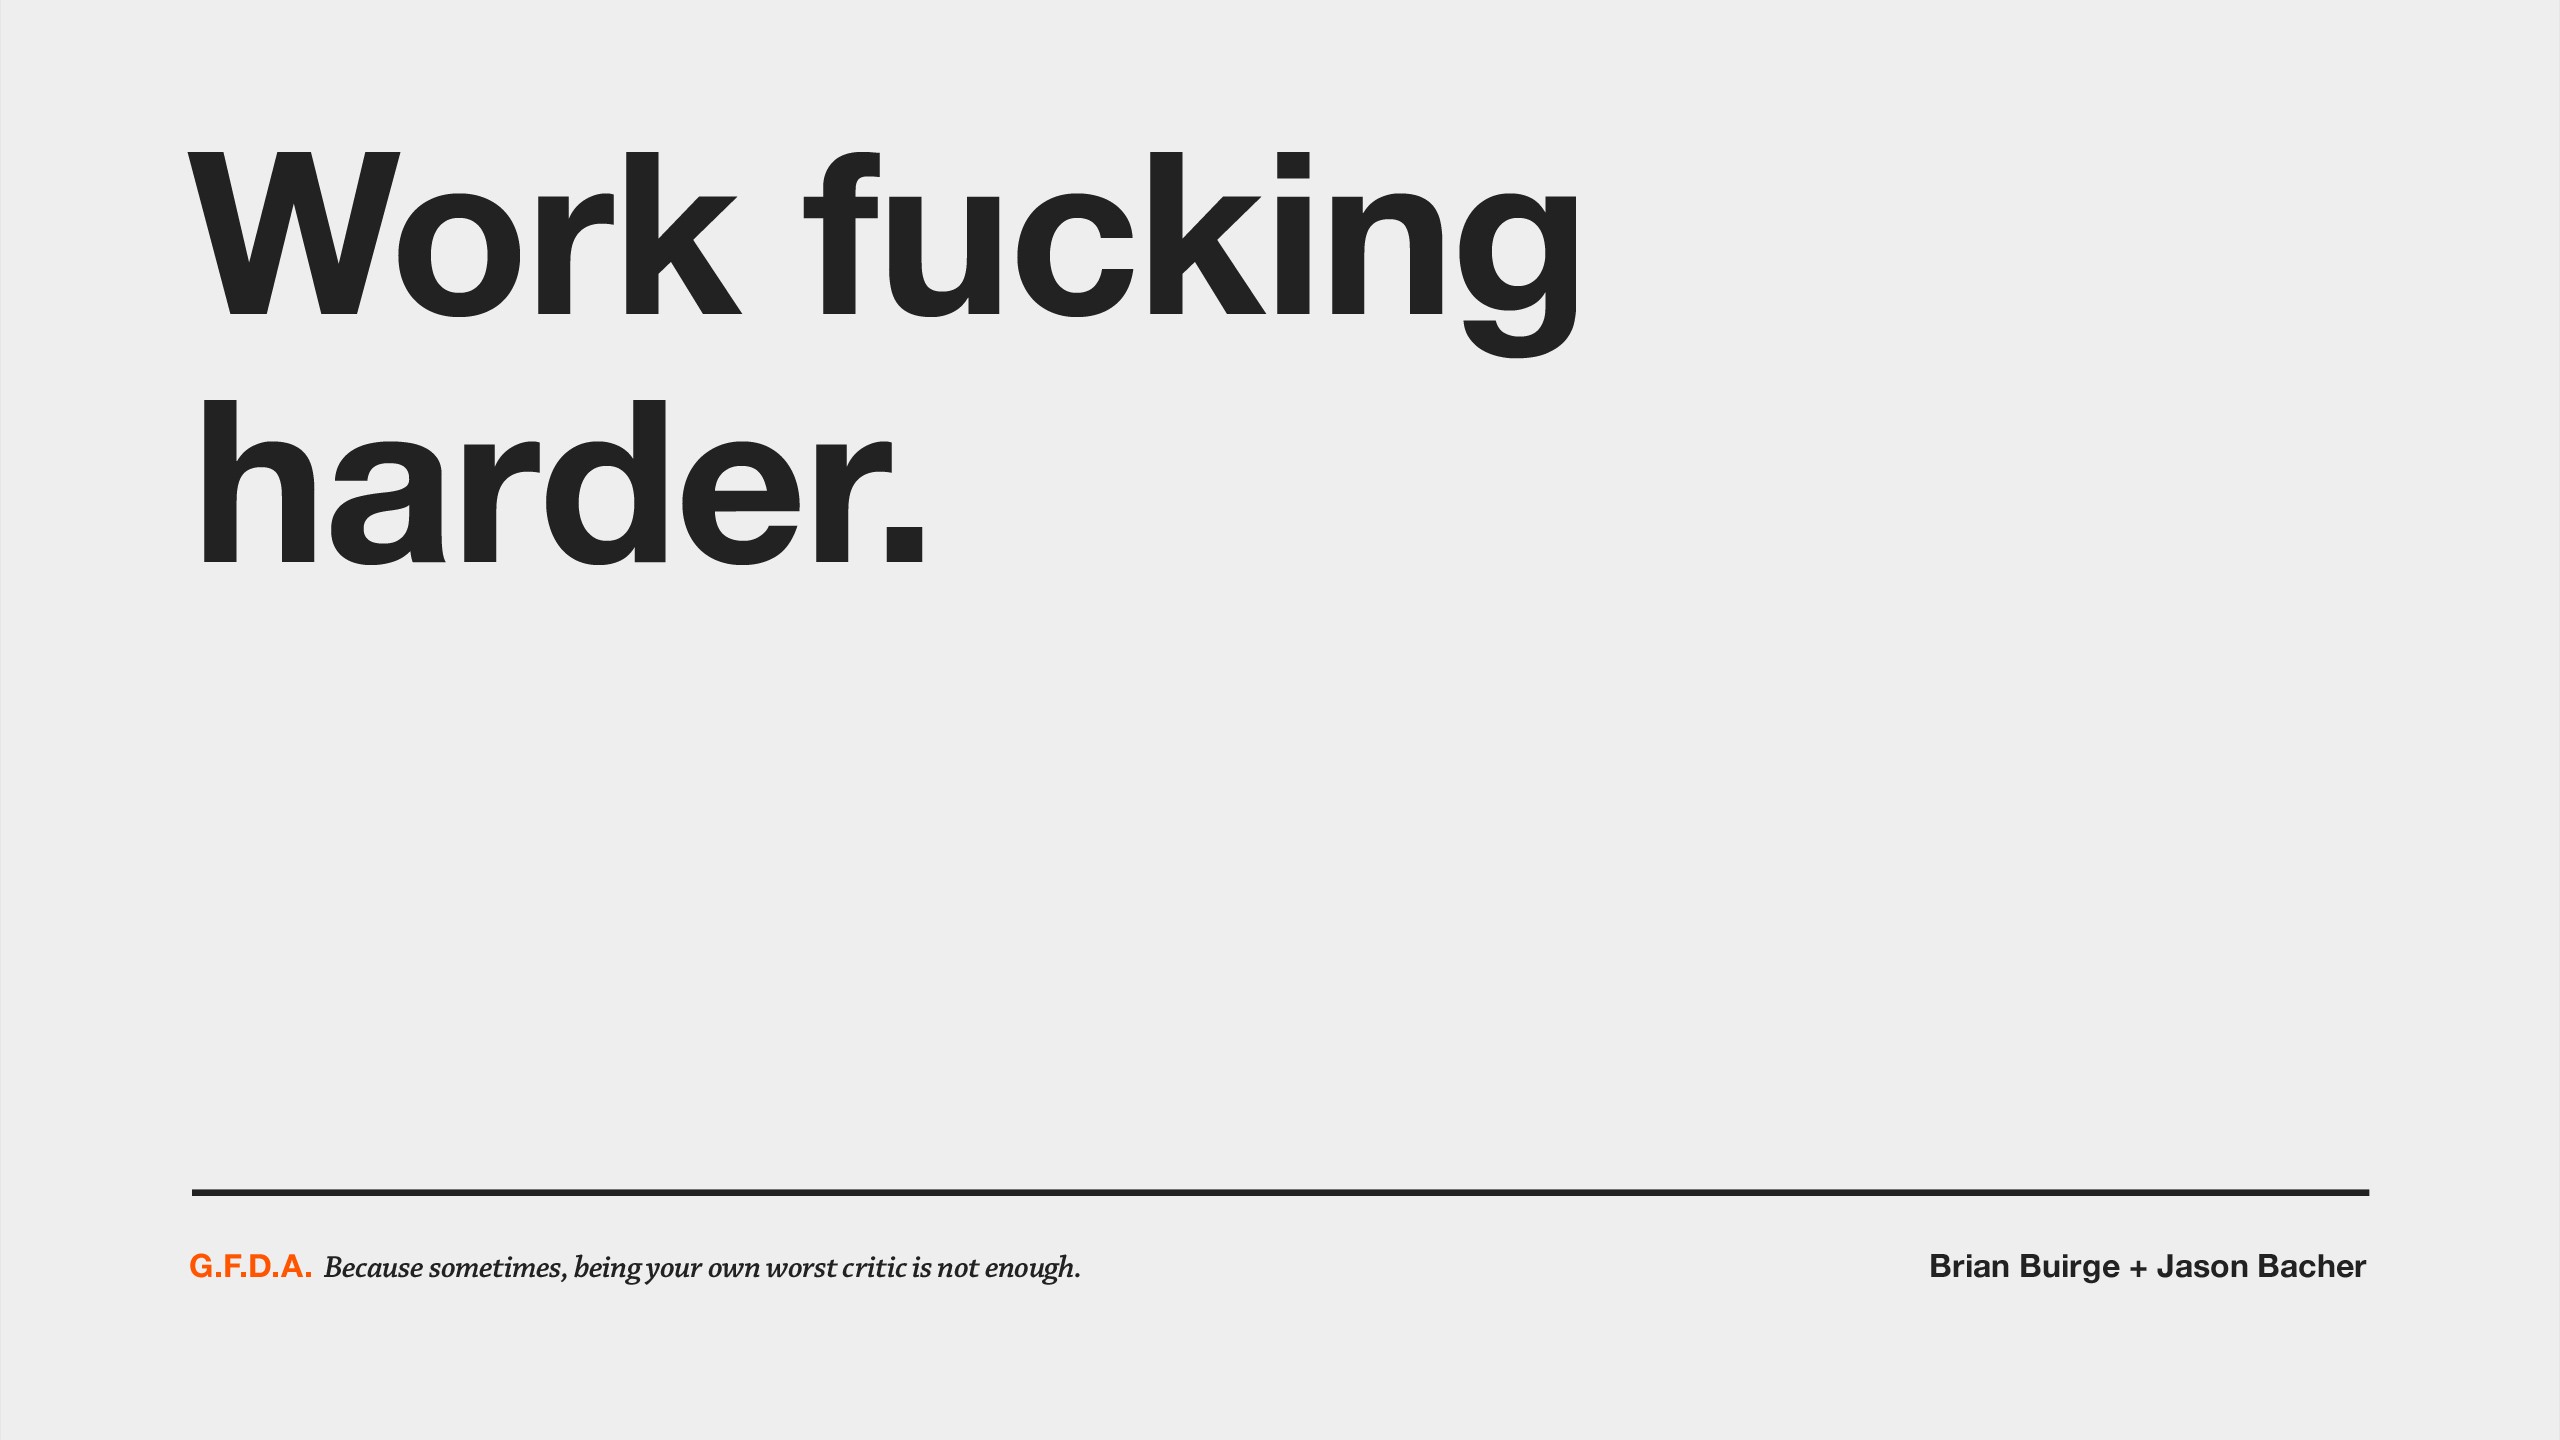 Work fucking
harder.
G.F.D.A. Because sometimes, being your own worst critic is not enough.
Brian Buirge + Jason Bacher